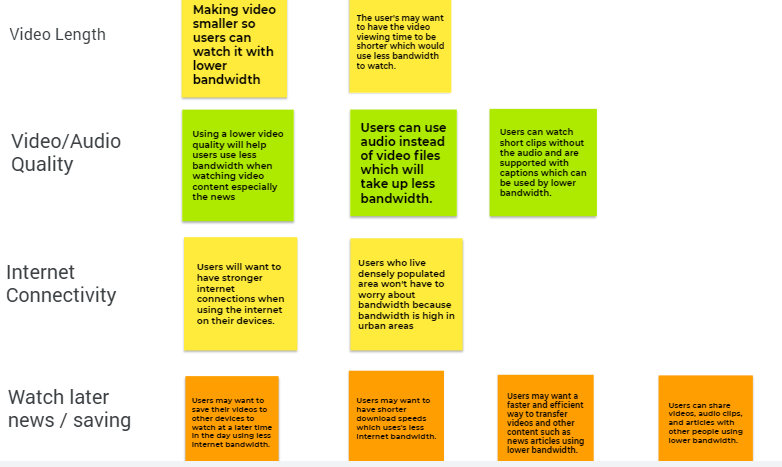 Video Length
Making video
smaller so
users can
watch it with
lower
bandwidth
The user's may want
to have the video
viewing time to be
shorter which would
use less bandwidth
to watch.
Video/Audio
Quality
Using a lower video
quality will help
users use less
bandwidth when
watching video
content especially
the news
Users can use
audio instead
of video files
which will
take up less
bandwidth.
Users can watch
short clips without
the audio and are
supported with
captions which can
be used by lower
bandwidth.
Internet
Connectivity
Users will want to
have stronger
internet
connections when
using the internet
on their devices.
Users who live
densely populated
area won't have to
worry about
bandwidth because
bandwidth is high in
urban areas
Watch later
news / saving
Users may want to
save their videos to
other devices to
watch at a later time
in the day using less
internet bandwidth.
Users may want to
have shorter
download speeds
which uses's less
internet bandwidth.
Users may want a
faster and efficient
way to transfer
videos and other
content such as
news articles using
lower bandwidth.
Users can share
videos, audio clips,
and articles with
other people using
lower bandwidth.